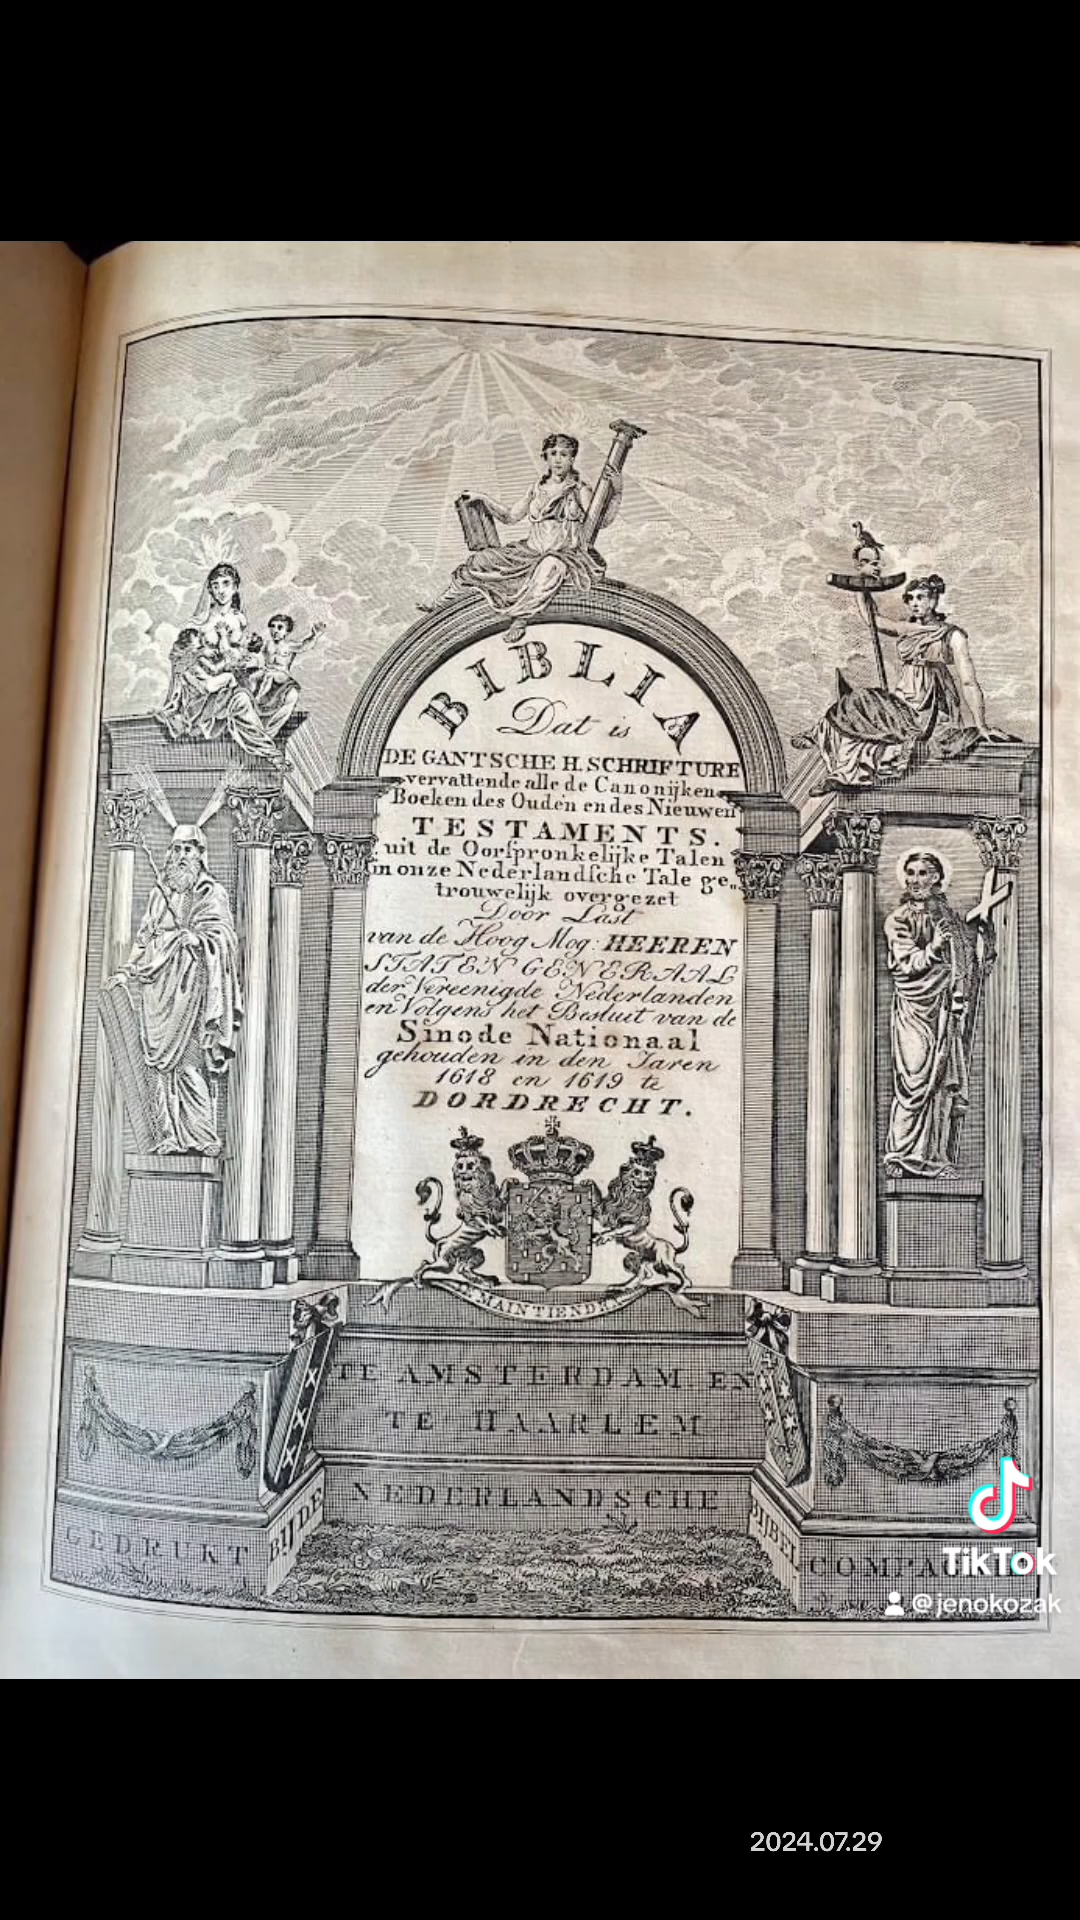 BIBLIA
Dat is
DE GANTSCHE H. SCHRIFTURE
vervattende alle de Canonijken
Boeken des Ouden en des Nieuwen
TESTAMENTS.
uit de Oorſpronkelijke Talen
in onze Nederlandſche Tale ge„
trouwelijk overgezet
Door Last
van de Hoog Mog: HEEREN
STATEN GENERAAL
der Vereenigde Nederlanden
en Volgens het Besluit van de
Sinode Nationaal
gehouden in den Jaren
1618 en 1619 te
DORDRECHT.
MAINTIENDRAI
TE AMSTERDAM EN
TE HAARLEM
GEDRUKT BIJ DE NEDERLANDSCHE BIJBEL
TikTok
@jenokozak
2024.07.29